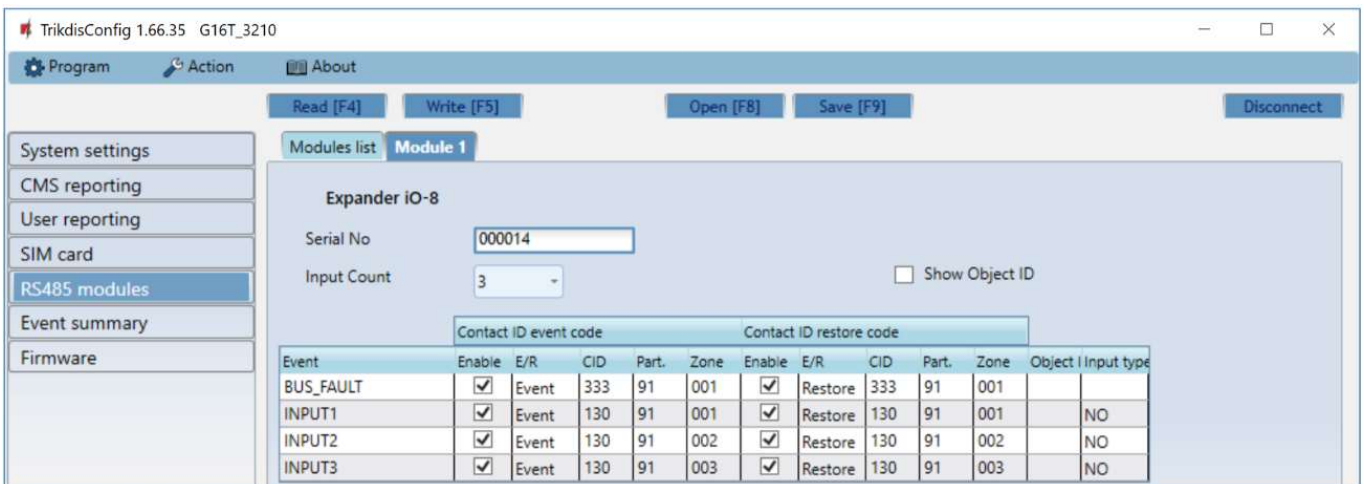 TrikdisConfig 1.66.35 G16T_3210
Program Action About
Read [F4] Write [F5] Open [F8] Save [F9] Disconnect
System settings
CMS reporting
User reporting
SIM card
RS485 modules
Event summary
Firmware
Modules list Module 1
Expander iO-8
Serial No 000014
Input Count 3 Show Object ID
Contact ID event code Contact ID restore code
Event Enable E/R CID Part. Zone Enable E/R CID Part. Zone Object I Input type
BUS_FAULT Event 333 91 001 Restore 333 91 001
INPUT1 Event 130 91 001 Restore 130 91 001 NO
INPUT2 Event 130 91 002 Restore 130 91 002 NO
INPUT3 Event 130 91 003 Restore 130 91 003 NO